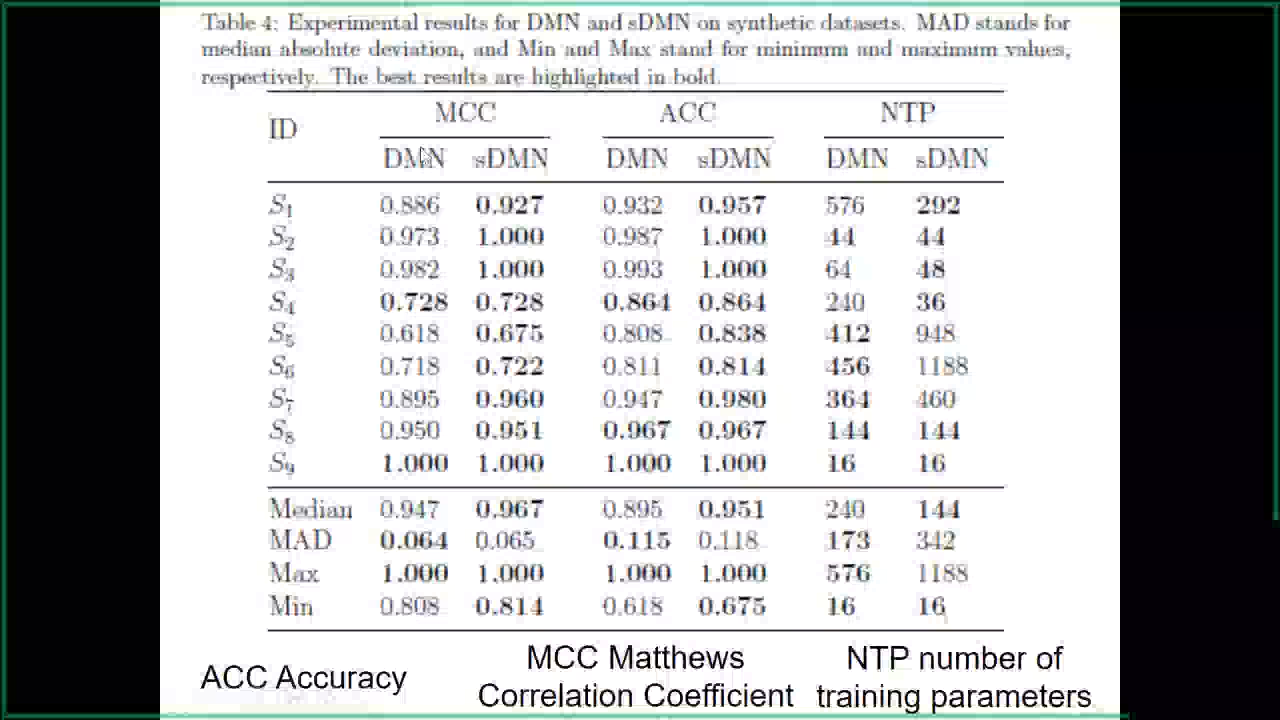 Table 4: Experimental results for DMN and sDMN on synthetic datasets. MAD stands for
median absolute deviation, and Min and Max stand for minimum and maximum values,
respectively. The best results are highlighted in bold.
ID MCC ACC NTP
DMN sDMN DMN sDMN DMN sDMN
S1 0.886 0.927 0.932 0.957 576 292
S2 0.973 1.000 0.987 1.000 44 44
S3 0.982 1.000 0.993 1.000 64 48
S4 0.728 0.728 0.864 0.864 240 36
S5 0.618 0.675 0.808 0.838 412 948
S6 0.718 0.722 0.811 0.814 456 1188
S7 0.895 0.960 0.947 0.980 364 460
S8 0.950 0.951 0.967 0.967 144 144
S9 1.000 1.000 1.000 1.000 16 16
Median 0.947 0.967 0.895 0.951 240 144
MAD 0.064 0.065 0.115 0.118 173 342
Max 1.000 1.000 1.000 1.000 576 1188
Min 0.808 0.814 0.618 0.675 16 16
ACC Accuracy
MCC Matthews
Correlation Coefficient
NTP number of
training parameters